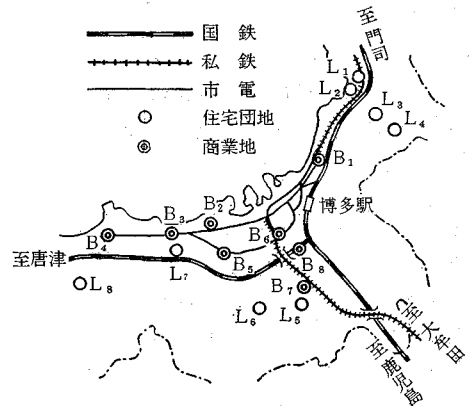 国鉄
私鉄
市電
住宅団地
商業地
至門司
L₁
L₂
L₃
L₄
B₁
博多駅
B₂
B₃
B₄
B₆
B₅
B₈
至唐津
L₇
B₇
L₈
L₆
L₅
至大牟田
至鹿児島